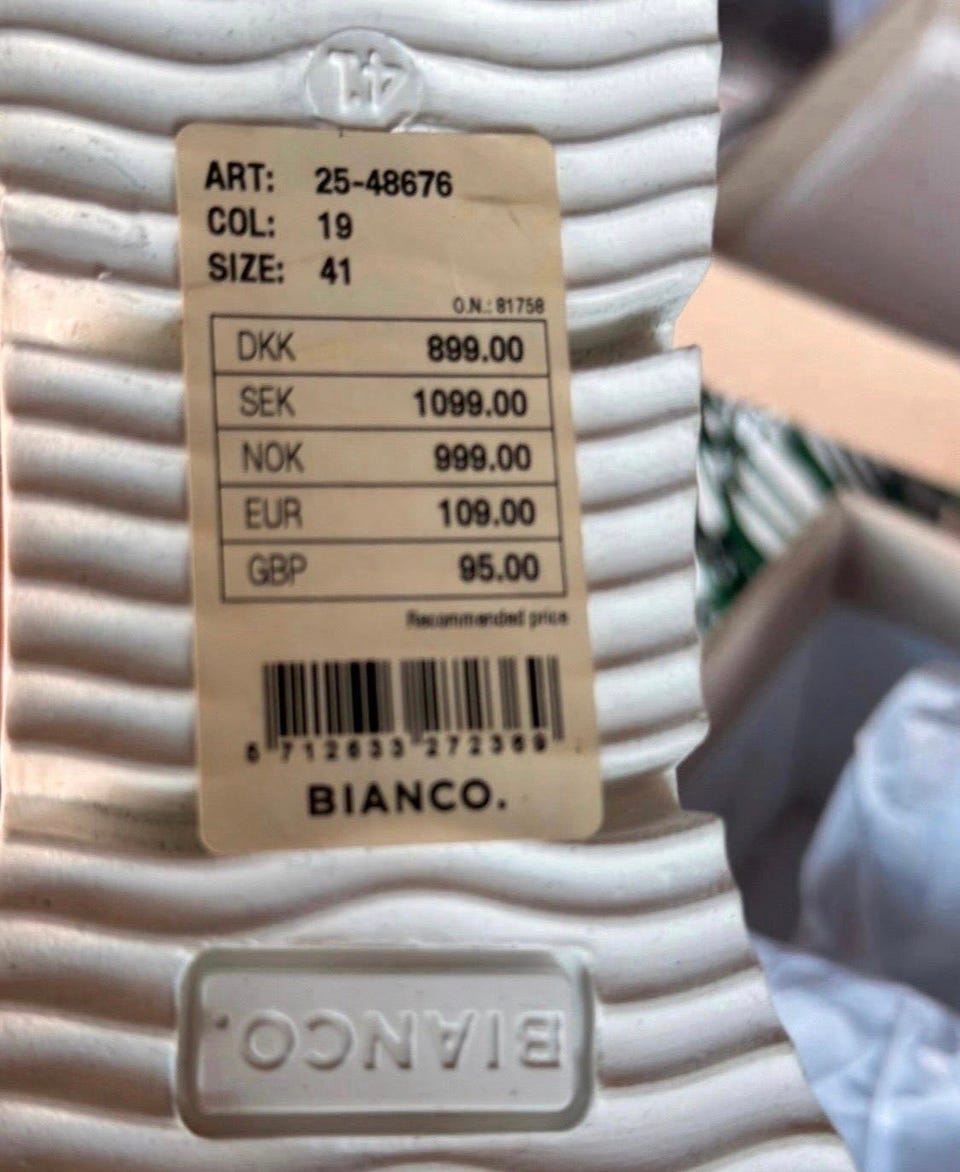 41
ART: 25-48676
COL: 19
SIZE: 41
O.N.: 81758
DKK 899.00
SEK 1099.00
NOK 999.00
EUR 109.00
GBP 95.00
Recommended price
5 712633 272369
BIANCO.
BIANCO.